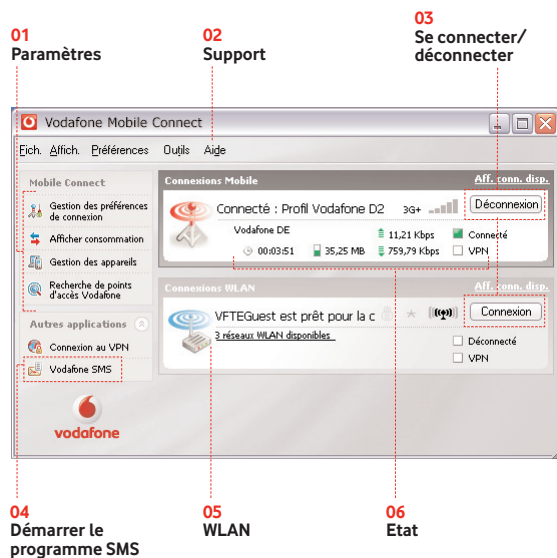 01
Paramètres
02
Support
03
Se connecter/
déconnecter
Vodafone Mobile Connect
Fich. Affich. Préférences Outils Aide
Mobile Connect
Gestion des préférences
de connexion
Afficher consommation
Gestion des appareils
Recherche de points
d'accès Vodafone
Autres applications
Connexion au VPN
Vodafone SMS
vodafone
Connexions Mobile Aff. conn. disp.
Connecté : Profil Vodafone D2 3G+ Déconnexion
Vodafone DE 11,21 Kbps Connecté
00:03:51 35,25 MB 759,79 Kbps VPN
Connexions WLAN Aff. conn. disp.
VFTEGuest est prêt pour la c Connexion
3 réseaux WLAN disponibles Déconnecté
VPN
04
Démarrer le
programme SMS
05
WLAN
06
Etat